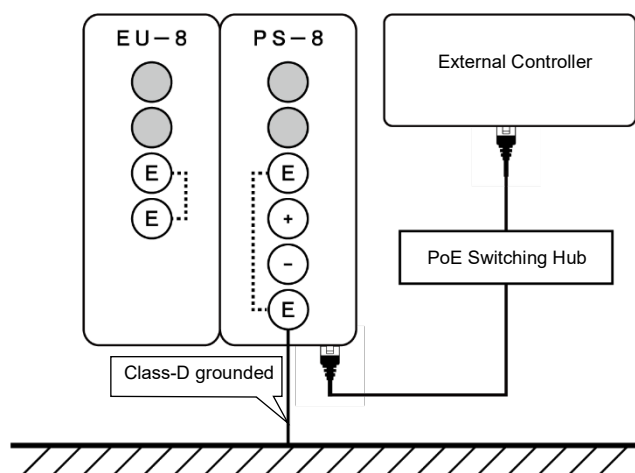 EU−8
PS−8
External Controller
E
E
E
+
−
E
PoE Switching Hub
Class-D grounded